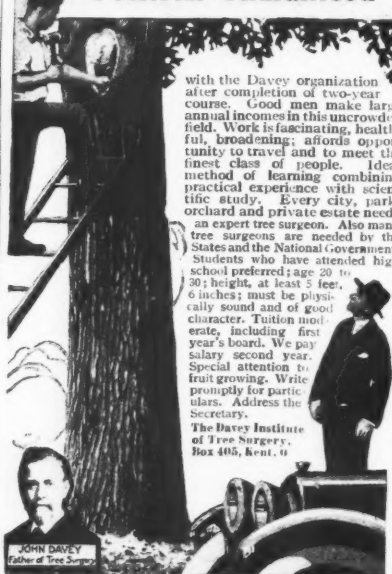 with the Davey organization
after completion of two-year
course. Good men make larg
annual incomes in this uncrowde
field. Work is fascinating, health
ful, broadening; affords oppor
tunity to travel and to meet th
finest class of people. Idea
method of learning combinin
practical experience with scien
tific study. Every city, park
orchard and private estate need
an expert tree surgeon. Also man
tree surgeons are needed by th
States and the National Governmen
Students who have attended hig
school preferred; age 20 to
30; height, at least 5 feet,
6 inches; must be physi-
cally sound and of good
character. Tuition mod-
erate, including first
year's board. We pay
salary second year.
Special attention to
fruit growing. Write
promptly for partic-
ulars. Address the
Secretary.
The Davey Institute
of Tree Surgery,
Box 405, Kent, O
JOHN DAVEY
Father of Tree Surgery